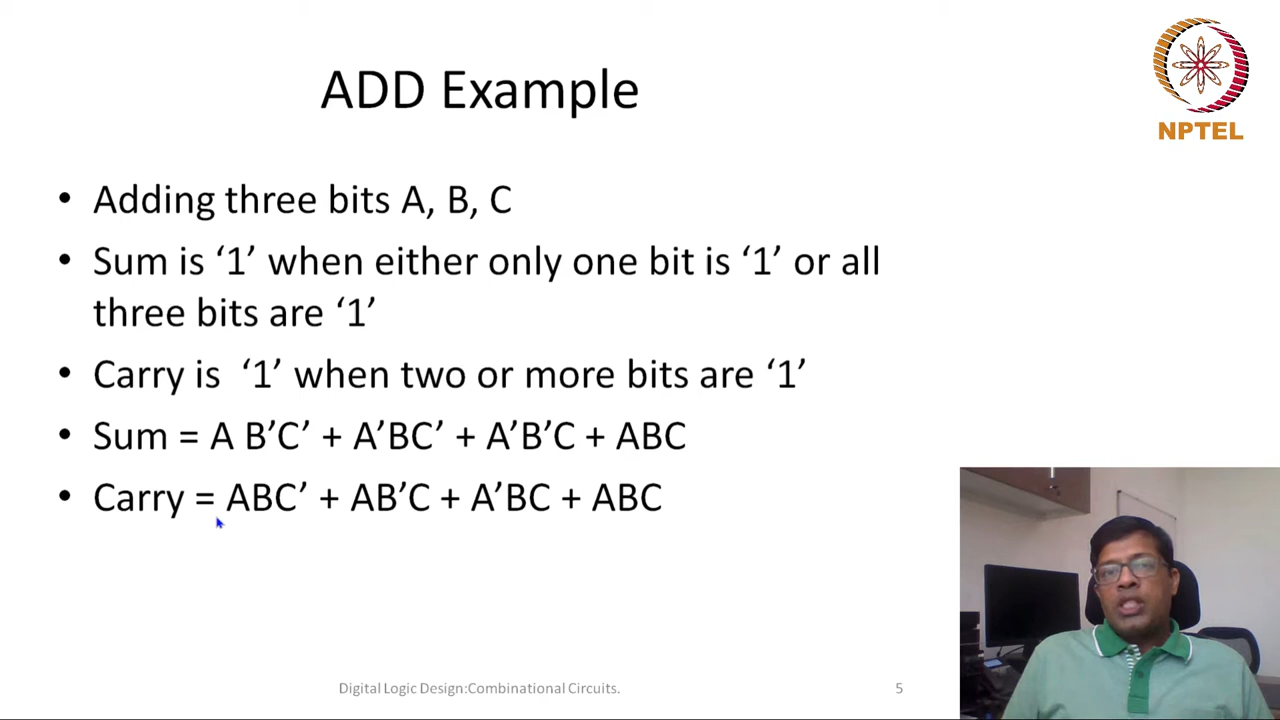 ADD Example
NPTEL
• Adding three bits A, B, C
• Sum is ‘1’ when either only one bit is ‘1’ or all
three bits are ‘1’
• Carry is ‘1’ when two or more bits are ‘1’
• Sum = A B’C’ + A’BC’ + A’B’C + ABC
• Carry = ABC’ + AB’C + A’BC + ABC
Digital Logic Design:Combinational Circuits.
5